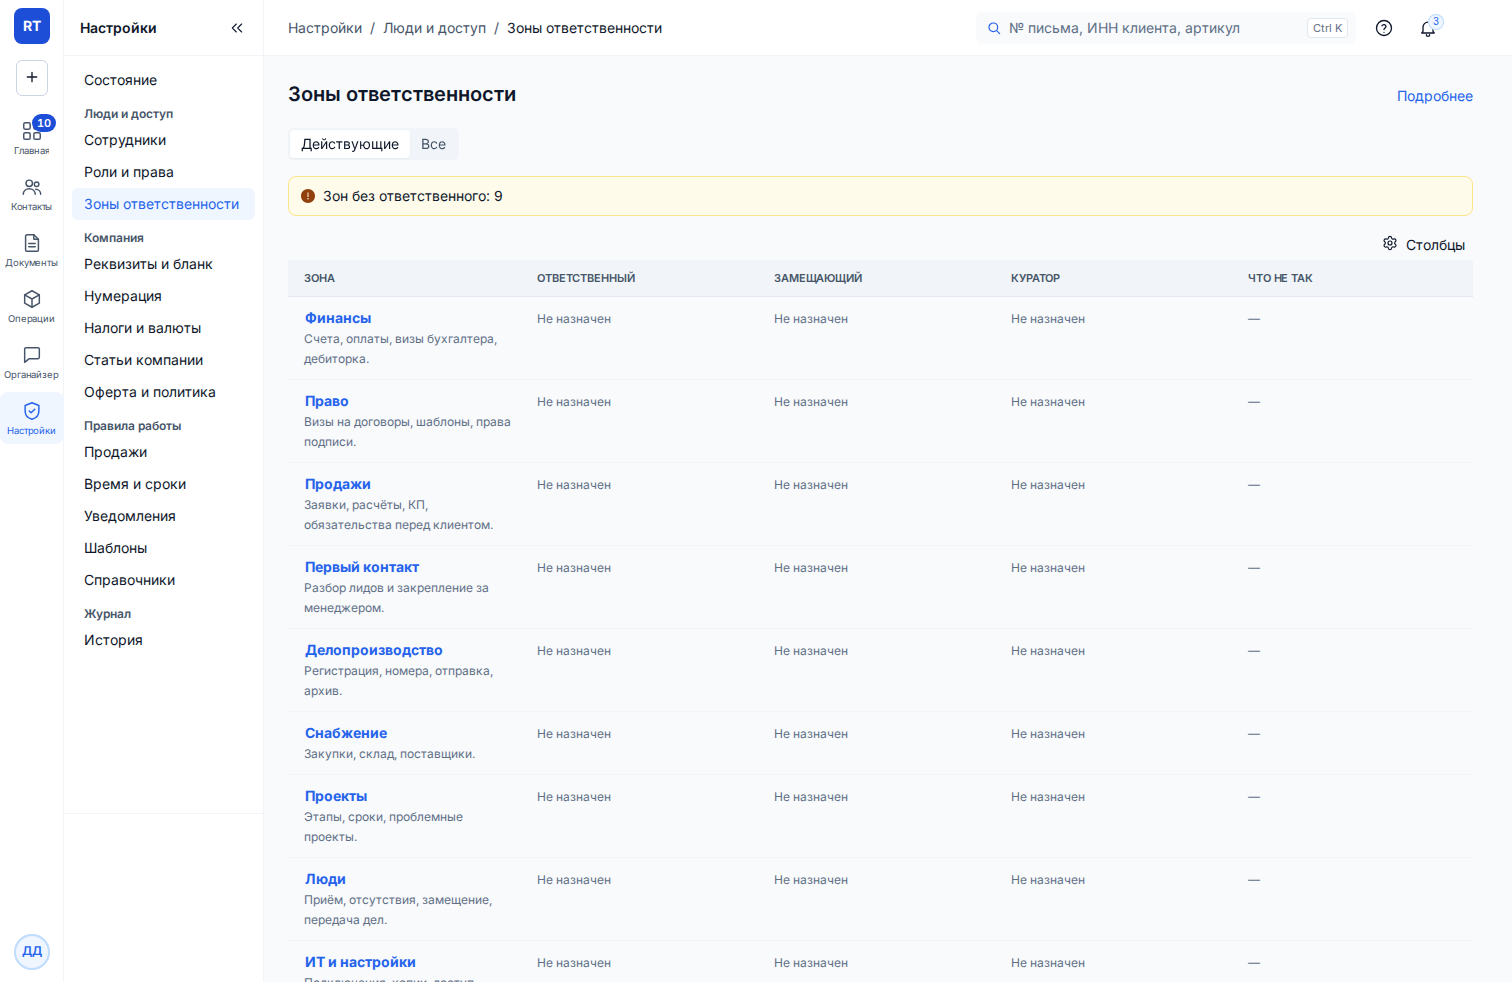 RT
Настройки
Настройки / Люди и доступ / Зоны ответственности
№ письма, ИНН клиента, артикул
Ctrl K
3
10
Главная
Контакты
Документы
Операции
Органайзер
Настройки
ДД
Состояние
Люди и доступ
Сотрудники
Роли и права
Зоны ответственности
Компания
Реквизиты и бланк
Нумерация
Налоги и валюты
Статьи компании
Оферта и политика
Правила работы
Продажи
Время и сроки
Уведомления
Шаблоны
Справочники
Журнал
История
Зоны ответственности
Подробнее
Действующие Все
Зон без ответственного: 9
Столбцы
ЗОНА ОТВЕТСТВЕННЫЙ ЗАМЕЩАЮЩИЙ КУРАТОР ЧТО НЕ ТАК
Финансы Не назначен Не назначен Не назначен —
Счета, оплаты, визы бухгалтера,
дебиторка.
Право Не назначен Не назначен Не назначен —
Визы на договоры, шаблоны, права
подписи.
Продажи Не назначен Не назначен Не назначен —
Заявки, расчёты, КП,
обязательства перед клиентом.
Первый контакт Не назначен Не назначен Не назначен —
Разбор лидов и закрепление за
менеджером.
Делопроизводство Не назначен Не назначен Не назначен —
Регистрация, номера, отправка,
архив.
Снабжение Не назначен Не назначен Не назначен —
Закупки, склад, поставщики.
Проекты Не назначен Не назначен Не назначен —
Этапы, сроки, проблемные
проекты.
Люди Не назначен Не назначен Не назначен —
Приём, отсутствия, замещение,
передача дел.
ИТ и настройки Не назначен Не назначен Не назначен —